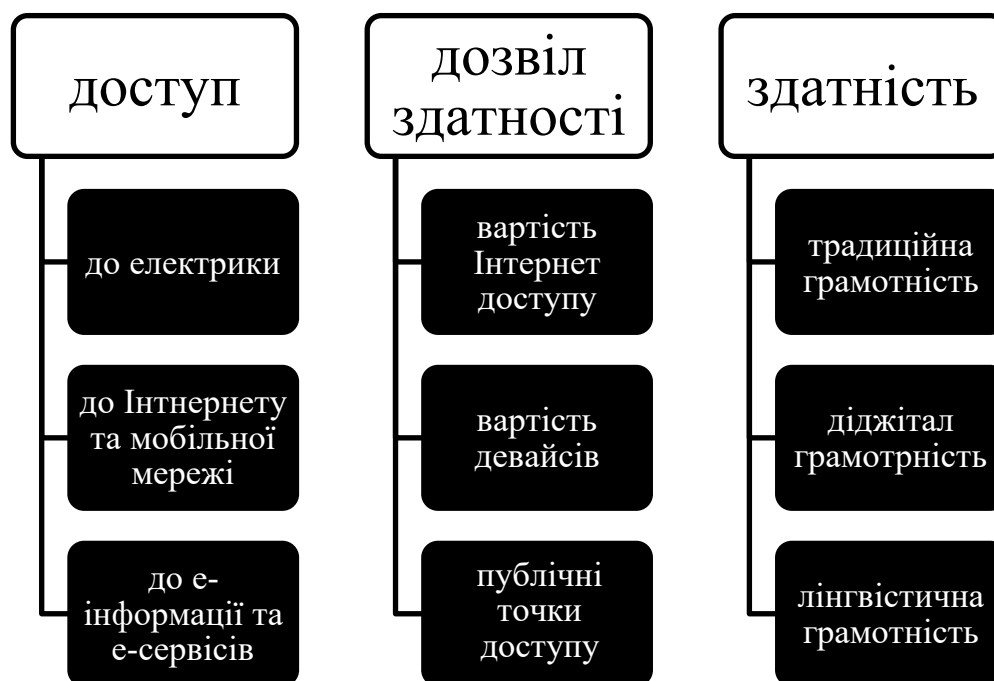 доступ
до електрики
до Інтнернету
та мобільної
мережі
до е-
інформації та
е-сервісів
дозвіл
здатності
вартість
Інтернет
доступу
вартість
девайсів
публічні
точки
доступу
здатність
традиційна
грамотність
діджітал
грамотрність
лінгвістична
грамотність